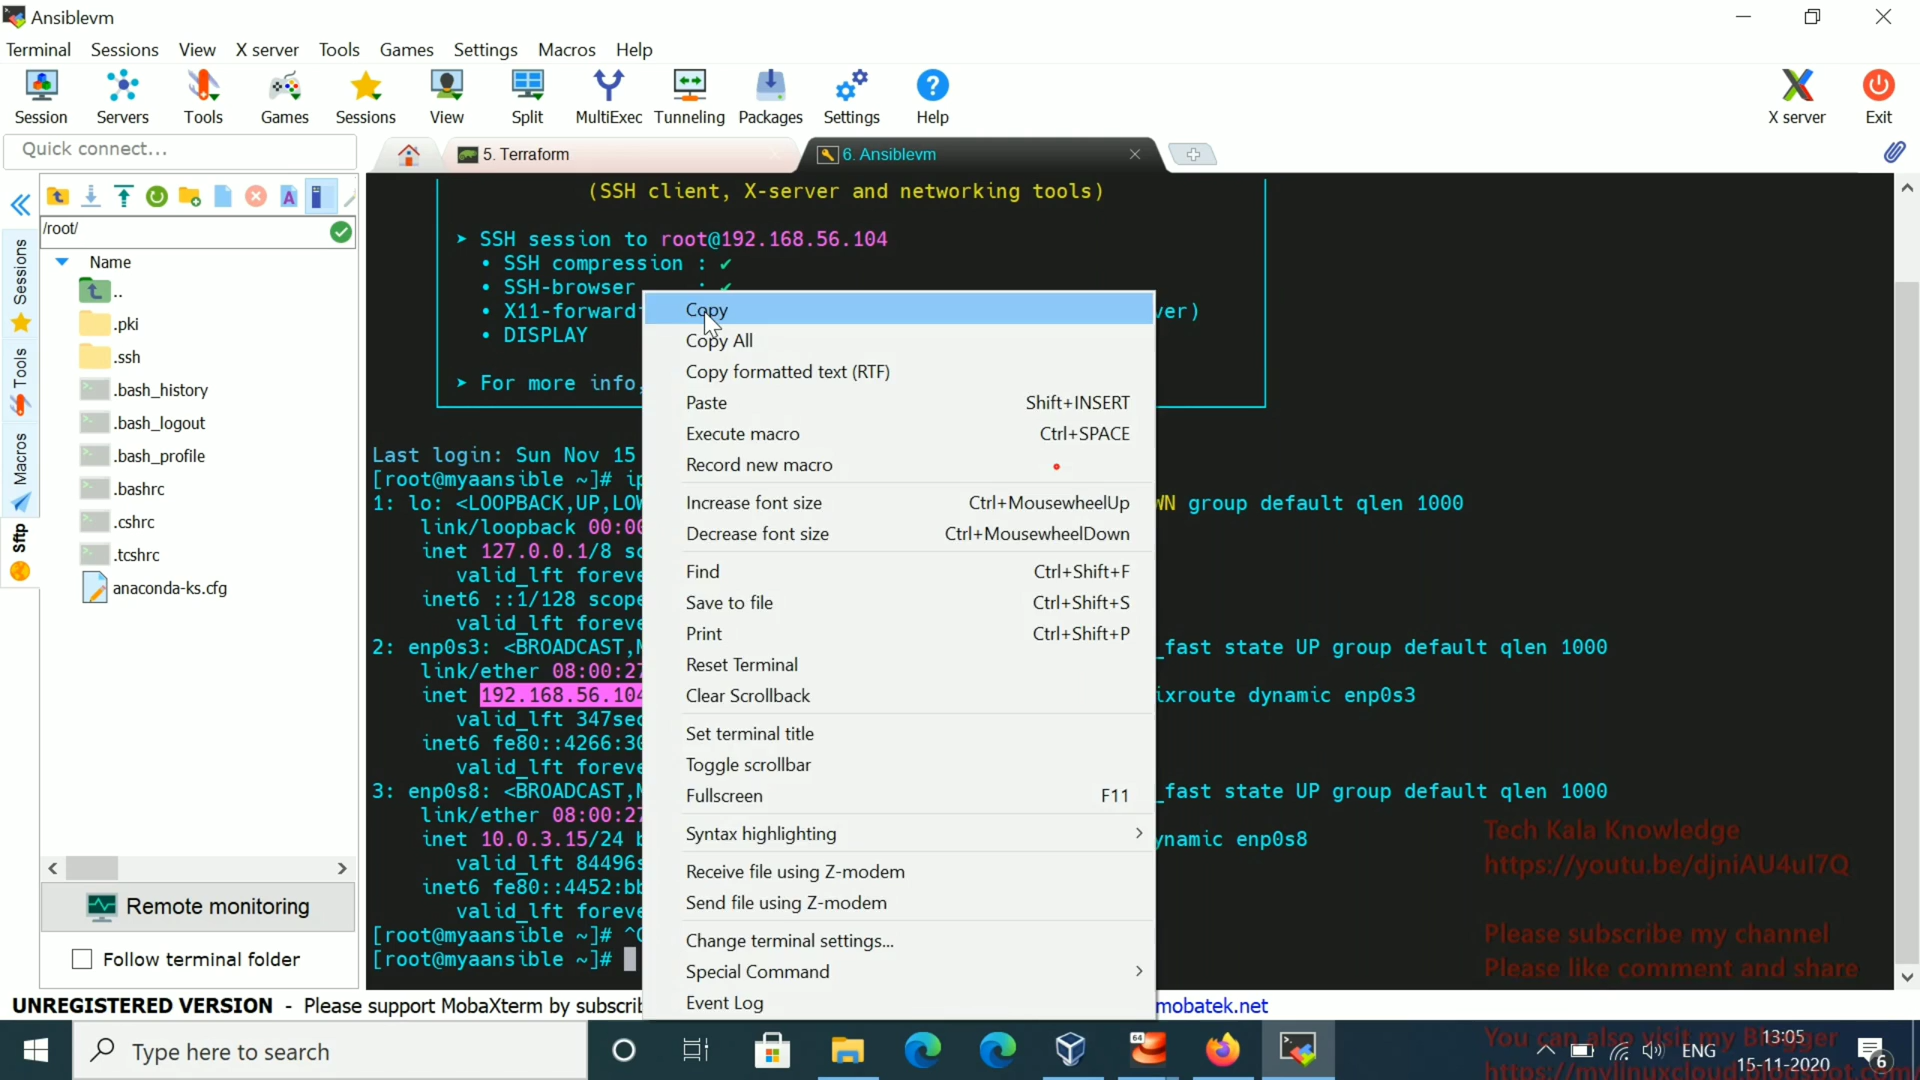 Ansiblevm
Terminal Sessions View X server Tools Games Settings Macros Help
Session Servers Tools Games Sessions View Split MultiExec Tunneling Packages Settings Help X server Exit
Quick connect...
5. Terraform
6. Ansiblevm
/root/
Name
..
.pki
.ssh
.bash_history
.bash_logout
.bash_profile
.bashrc
.cshrc
.tcshrc
anaconda-ks.cfg
Sessions
Tools
Macros
Sftp
Remote monitoring
Follow terminal folder
(SSH client, X-server and networking tools)
➤ SSH session to root@192.168.56.104
• SSH compression : ✔
• SSH-browser : ✔
• X11-forward ver)
• DISPLAY
➤ For more info,
Last login: Sun Nov 15
[root@myaansible ~]# ip
1: lo: <LOOPBACK,UP,LOW WN group default qlen 1000
link/loopback 00:00
inet 127.0.0.1/8 sc
valid_lft foreve
inet6 ::1/128 scope
valid_lft foreve
2: enp0s3: <BROADCAST,M _fast state UP group default qlen 1000
link/ether 08:00:27
inet 192.168.56.104 ixroute dynamic enp0s3
valid_lft 347sec
inet6 fe80::4266:30
valid_lft foreve
3: enp0s8: <BROADCAST,M _fast state UP group default qlen 1000
link/ether 08:00:27
inet 10.0.3.15/24 b ynamic enp0s8
valid_lft 84496s
inet6 fe80::4452:bb
valid_lft foreve
[root@myaansible ~]# ^C
[root@myaansible ~]#
Copy
Copy All
Copy formatted text (RTF)
Paste Shift+INSERT
Execute macro Ctrl+SPACE
Record new macro
Increase font size Ctrl+MousewheelUp
Decrease font size Ctrl+MousewheelDown
Find Ctrl+Shift+F
Save to file Ctrl+Shift+S
Print Ctrl+Shift+P
Reset Terminal
Clear Scrollback
Set terminal title
Toggle scrollbar
Fullscreen F11
Syntax highlighting
Receive file using Z-modem
Send file using Z-modem
Change terminal settings...
Special Command
Event Log
Tech Kala Knowledge
https://youtu.be/djniAU4ul7Q
Please subscribe my channel
Please like comment and share
You can also visit my Blogger
UNREGISTERED VERSION - Please support MobaXterm by subscrib mobatek.net
Type here to search
64
ENG
13:05
15-11-2020
6